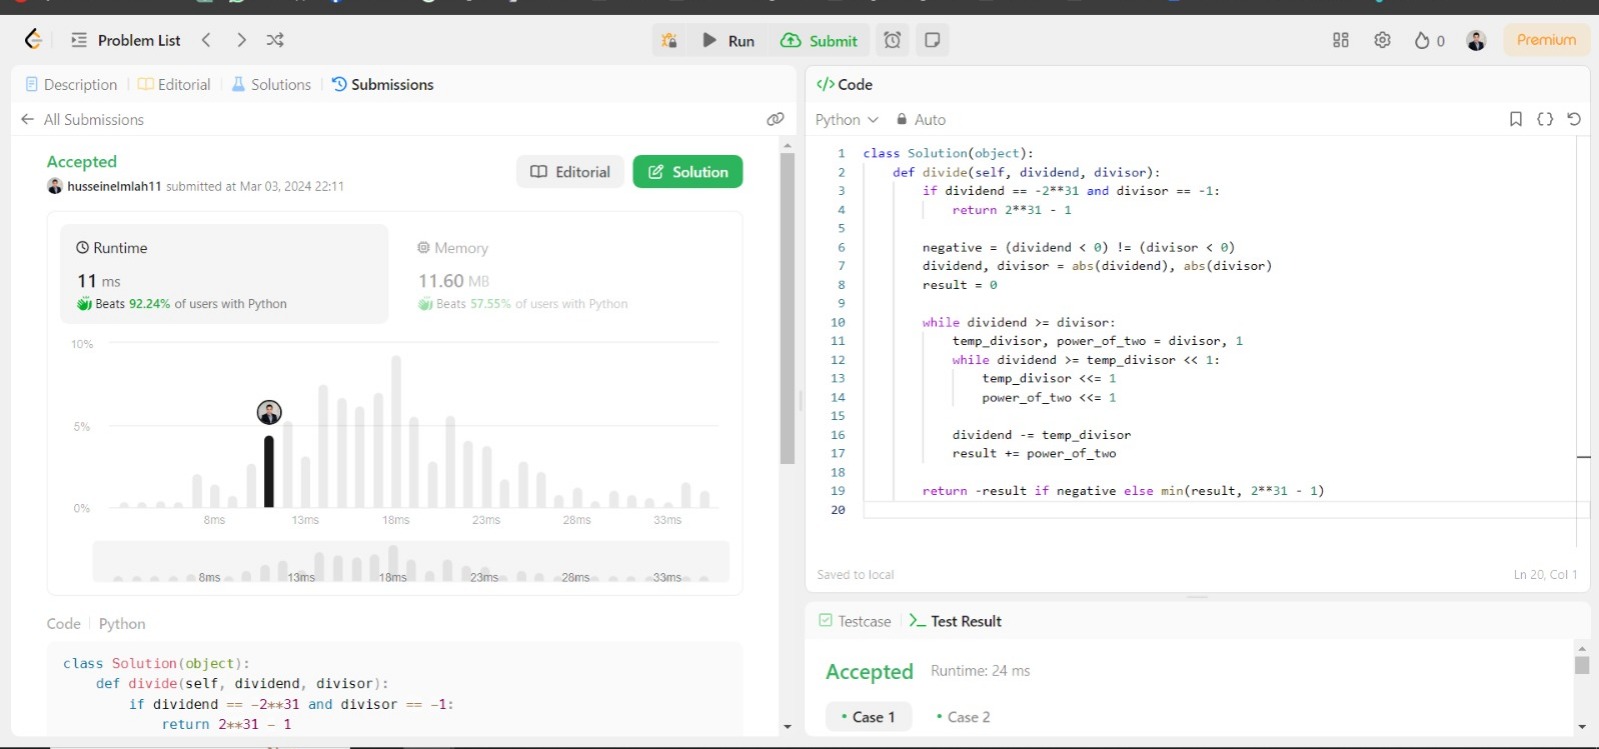 Problem List
Run
Submit
0
Premium
Description
Editorial
Solutions
Submissions
All Submissions
Accepted
husseinelmlah11 submitted at Mar 03, 2024 22:11
Editorial
Solution
Runtime
11 ms
Beats 92.24% of users with Python
Memory
11.60 MB
Beats 57.55% of users with Python
10%
5%
0%
8ms 13ms 18ms 23ms 28ms 33ms
8ms 13ms 18ms 23ms 28ms 33ms
Code | Python
class Solution(object):
def divide(self, dividend, divisor):
if dividend == -2**31 and divisor == -1:
return 2**31 - 1
</> Code
Python
Auto
1 class Solution(object):
2 def divide(self, dividend, divisor):
3 if dividend == -2**31 and divisor == -1:
4 return 2**31 - 1
5
6 negative = (dividend < 0) != (divisor < 0)
7 dividend, divisor = abs(dividend), abs(divisor)
8 result = 0
9
10 while dividend >= divisor:
11 temp_divisor, power_of_two = divisor, 1
12 while dividend >= temp_divisor << 1:
13 temp_divisor <<= 1
14 power_of_two <<= 1
15
16 dividend -= temp_divisor
17 result += power_of_two
18
19 return -result if negative else min(result, 2**31 - 1)
20
Saved to local
Ln 20, Col 1
Testcase
Test Result
Accepted Runtime: 24 ms
• Case 1 • Case 2